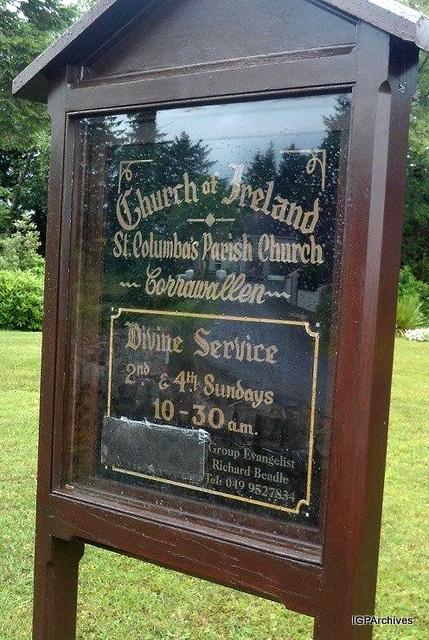 Church of Ireland
St. Columba's Parish Church
Corrawallen
Divine Service
2nd & 4th Sundays
10-30 a.m.
Group Evangelist
Richard Beadle
Tel: 049 9527834
IGPArchives